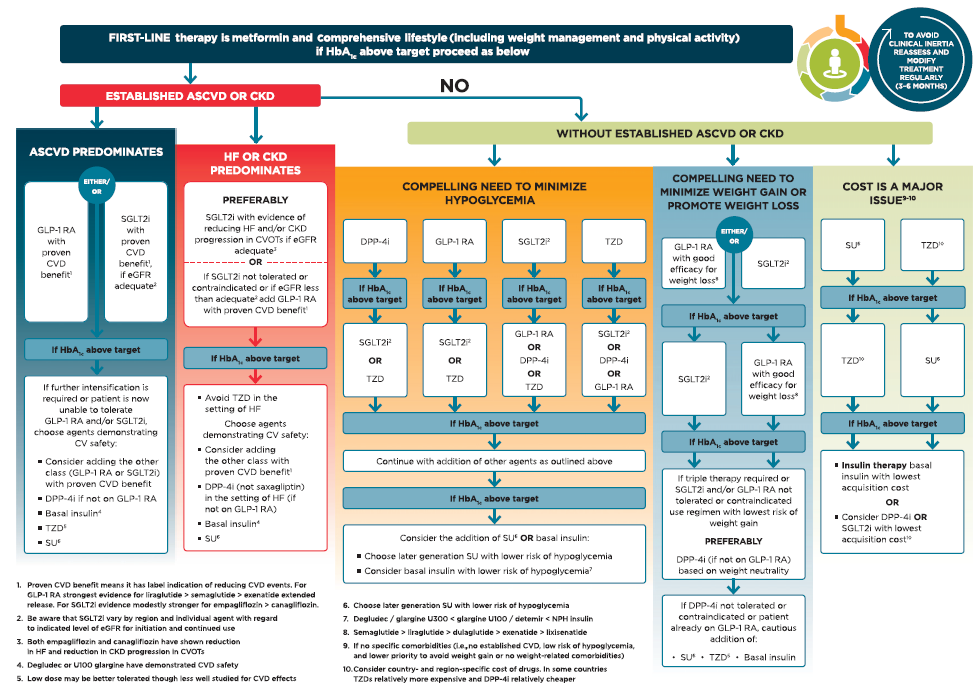 FIRST-LINE therapy is metformin and comprehensive lifestyle (including weight management and physical activity)
if HbA1c above target proceed as below
TO AVOID
CLINICAL INERTIA
REASSESS AND
MODIFY
TREATMENT
REGULARLY
(3-6 MONTHS)
ESTABLISHED ASCVD OR CKD
NO
WITHOUT ESTABLISHED ASCVD OR CKD
ASCVD PREDOMINATES
EITHER/
OR
GLP-1 RA
with
proven
CVD
benefit1
SGLT2i
with
proven
CVD
benefit1,
if eGFR
adequate2
If HbA1c above target
If further intensification is
required or patient is now
unable to tolerate
GLP-1 RA and/or SGLT2i,
choose agents demonstrating
CV safety:
▪ Consider adding the other
class (GLP-1 RA or SGLT2i)
with proven CVD benefit
▪ DPP-4i if not on GLP-1 RA
▪ Basal insulin4
▪ TZD5
▪ SU6
HF OR CKD
PREDOMINATES
PREFERABLY
SGLT2i with evidence of
reducing HF and/or CKD
progression in CVOTs if eGFR
adequate3
OR
If SGLT2i not tolerated or
contraindicated or if eGFR less
than adequate2 add GLP-1 RA
with proven CVD benefit1
If HbA1c above target
• Avoid TZD in the
setting of HF
Choose agents
demonstrating CV safety:
• Consider adding
the other class with
proven CVD benefit1
• DPP-4i (not saxagliptin)
in the setting of HF (if
not on GLP-1 RA)
• Basal insulin4
• SU6
COMPELLING NEED TO MINIMIZE
HYPOGLYCEMIA
DPP-4i
GLP-1 RA
SGLT2i2
TZD
If HbA1c
above target
If HbA1c
above target
If HbA1c
above target
If HbA1c
above target
SGLT2i2
OR
TZD
SGLT2i2
OR
TZD
GLP-1 RA
OR
DPP-4i
OR
TZD
SGLT2i2
OR
DPP-4i
OR
GLP-1 RA
If HbA1c above target
Continue with addition of other agents as outlined above
If HbA1c above target
Consider the addition of SU6 OR basal insulin:
▪ Choose later generation SU with lower risk of hypoglycemia
▪ Consider basal insulin with lower risk of hypoglycemia7
COMPELLING NEED TO
MINIMIZE WEIGHT GAIN OR
PROMOTE WEIGHT LOSS
EITHER/
OR
GLP-1 RA
with good
efficacy for
weight loss8
SGLT2i2
If HbA1c above target
SGLT2i2
GLP-1 RA
with good
efficacy for
weight loss8
If HbA1c above target
If triple therapy required or
SGLT2i and/or GLP-1 RA not
tolerated or contraindicated
use regimen with lowest risk of
weight gain
PREFERABLY
DPP-4i (if not on GLP-1 RA)
based on weight neutrality
If DPP-4i not tolerated or
contraindicated or patient
already on GLP-1 RA, cautious
addition of:
• SU6 • TZD5 • Basal insulin
COST IS A MAJOR
ISSUE9-10
SU6
TZD10
If HbA1c above target
TZD10
SU6
If HbA1c above target
▪ Insulin therapy basal
insulin with lowest
acquisition cost
OR
▪ Consider DPP-4i OR
SGLT2i with lowest
acquisition cost10
1. Proven CVD benefit means it has label indication of reducing CVD events. For
GLP-1 RA strongest evidence for liraglutide > semaglutide > exenatide extended
release. For SGLT2i evidence modestly stronger for empagliflozin > canagliflozin.
2. Be aware that SGLT2i vary by region and individual agent with regard
to indicated level of eGFR for initiation and continued use
3. Both empagliflozin and canagliflozin have shown reduction
in HF and reduction in CKD progression in CVOTs
4. Degludec or U100 glargine have demonstrated CVD safety
5. Low dose may be better tolerated though less well studied for CVD effects
6. Choose later generation SU with lower risk of hypoglycemia
7. Degludec / glargine U300 < glargine U100 / detemir < NPH insulin
8. Semaglutide > liraglutide > dulaglutide > exenatide > lixisenatide
9. If no specific comorbidities (i.e., no established CVD, low risk of hypoglycemia,
and lower priority to avoid weight gain or no weight-related comorbidities)
10. Consider country- and region-specific cost of drugs. In some countries
TZDs relatively more expensive and DPP-4i relatively cheaper